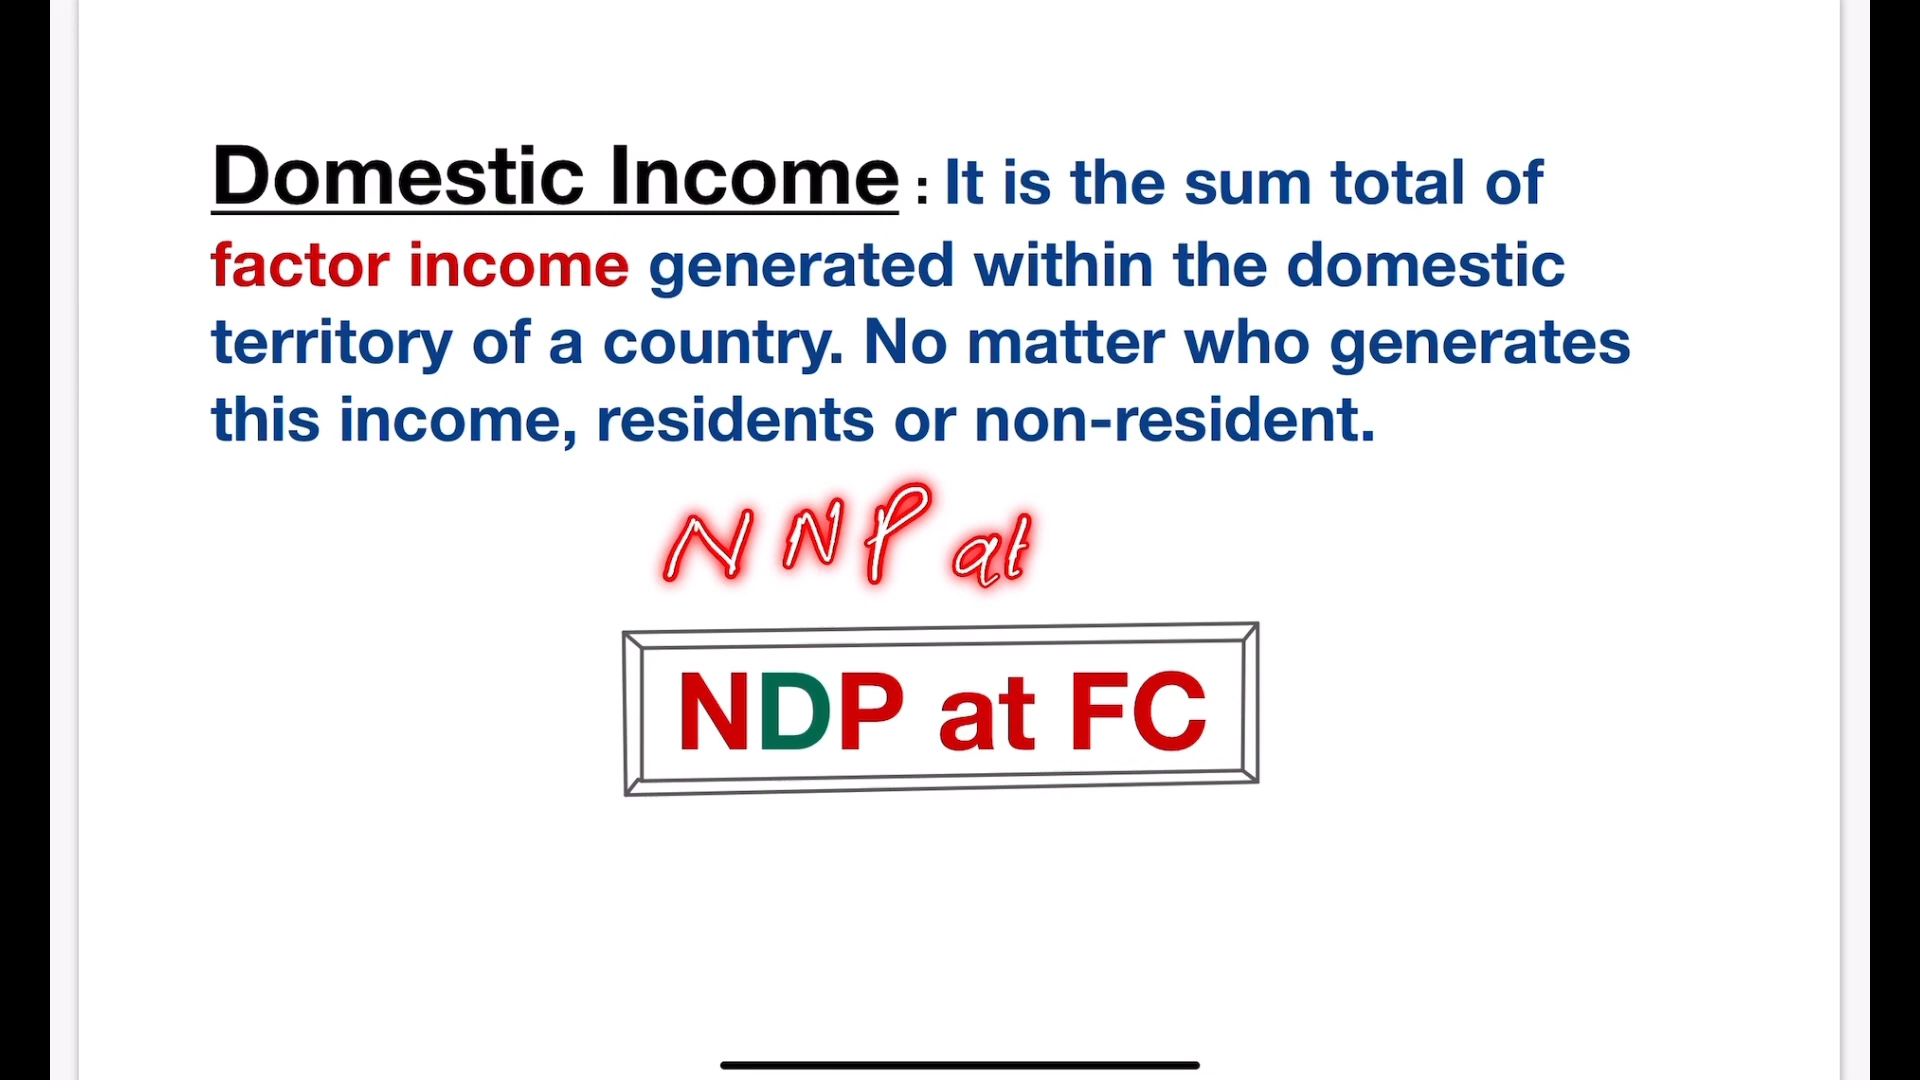 Domestic Income : It is the sum total of
factor income generated within the domestic
territory of a country. No matter who generates
this income, residents or non-resident.
NNP at
NDP at FC